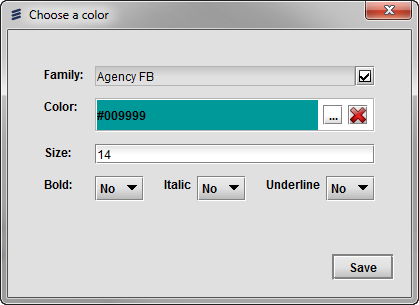 Choose a color
Family: Agency FB
Color: #009999 ...
Size: 14
Bold: No Italic No Underline No
Save